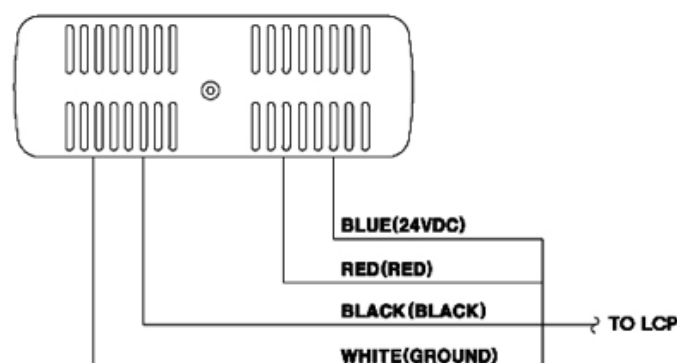 BLUE(24VDC)
RED(RED)
BLACK(BLACK)
TO LCP
WHITE(GROUND)